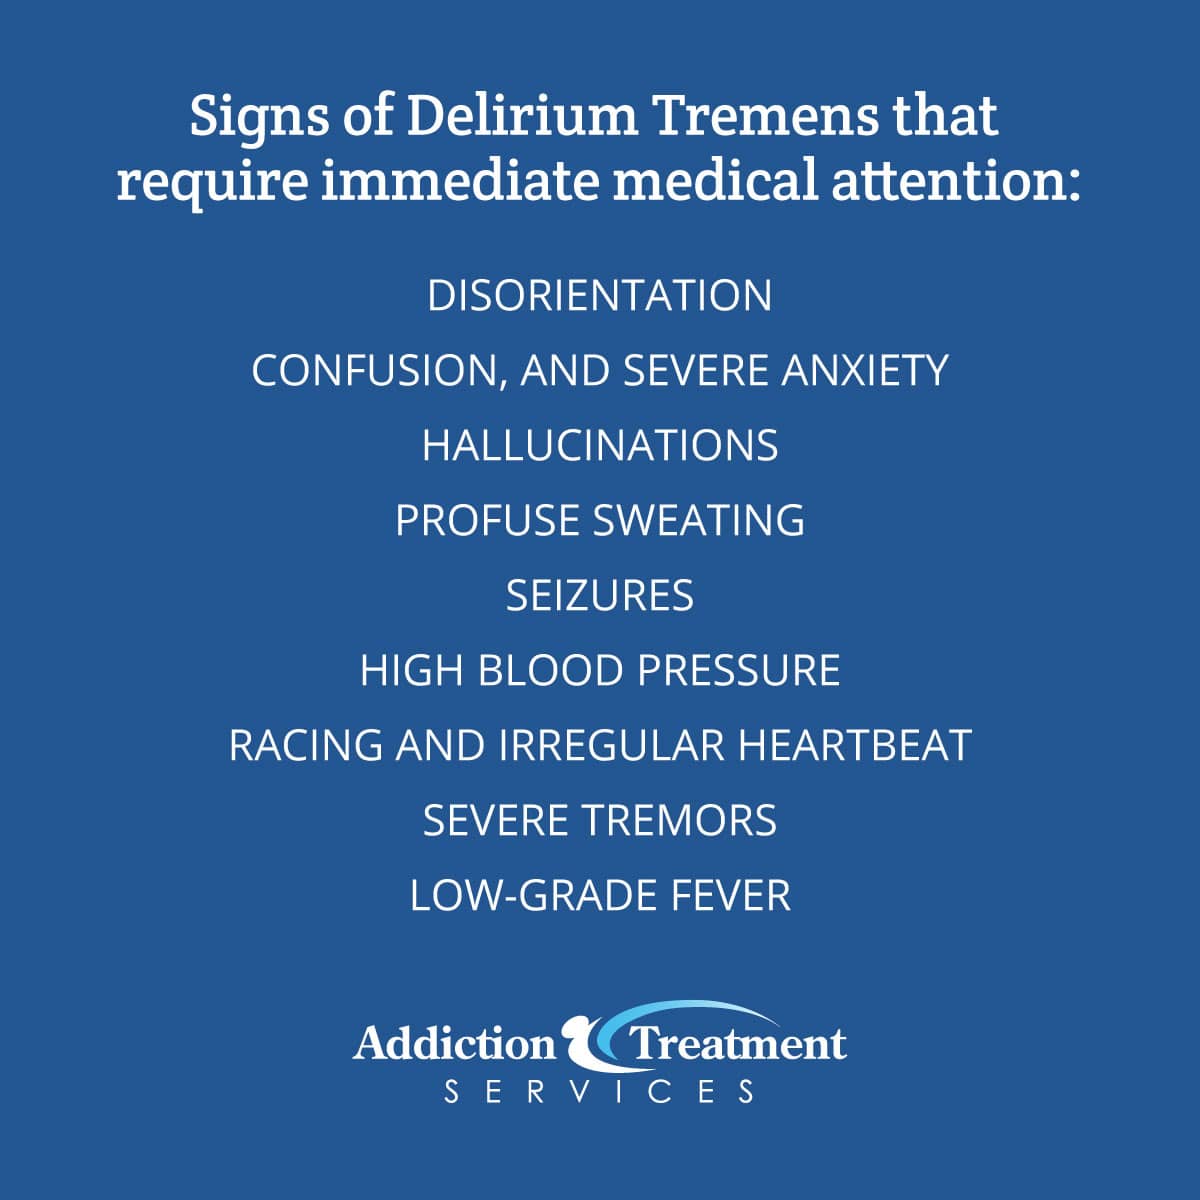 Signs of Delirium Tremens that
require immediate medical attention:
DISORIENTATION
CONFUSION, AND SEVERE ANXIETY
HALLUCINATIONS
PROFUSE SWEATING
SEIZURES
HIGH BLOOD PRESSURE
RACING AND IRREGULAR HEARTBEAT
SEVERE TREMORS
LOW-GRADE FEVER
Addiction Treatment
SERVICES